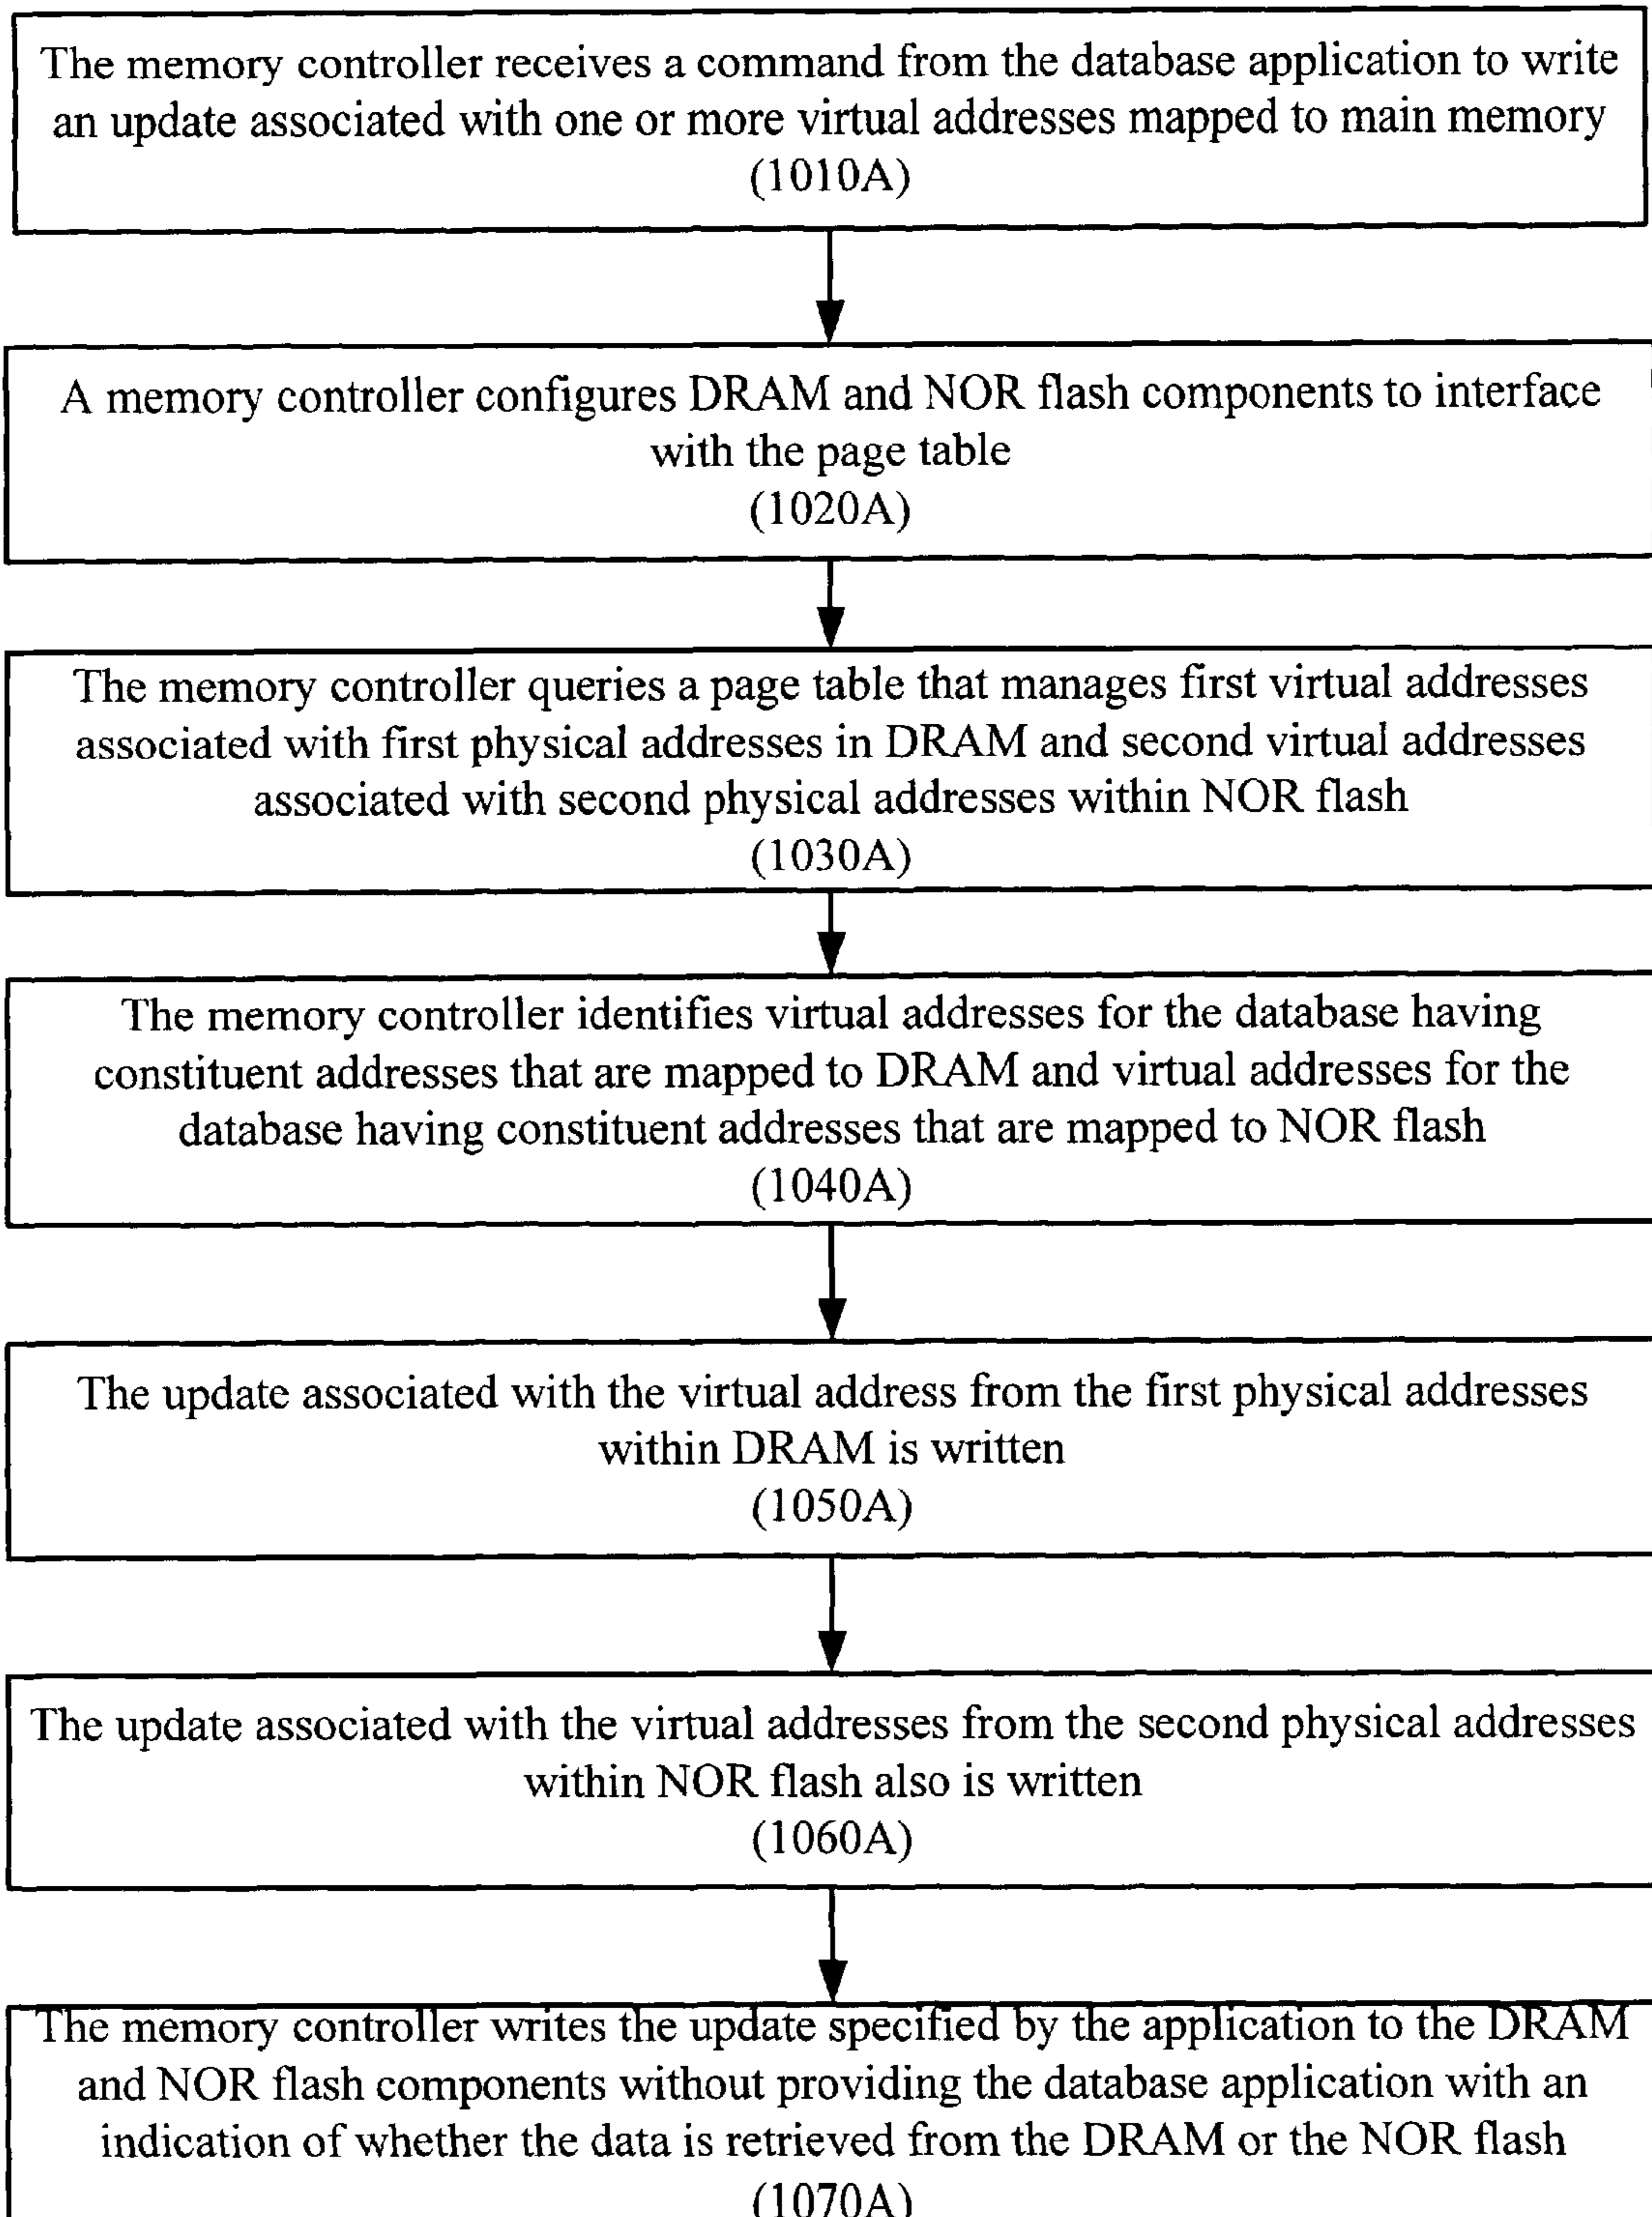 The memory controller receives a command from the database application to write
an update associated with one or more virtual addresses mapped to main memory
(1010A)
A memory controller configures DRAM and NOR flash components to interface
with the page table
(1020A)
The memory controller queries a page table that manages first virtual addresses
associated with first physical addresses in DRAM and second virtual addresses
associated with second physical addresses within NOR flash
(1030A)
The memory controller identifies virtual addresses for the database having
constituent addresses that are mapped to DRAM and virtual addresses for the
database having constituent addresses that are mapped to NOR flash
(1040A)
The update associated with the virtual address from the first physical addresses
within DRAM is written
(1050A)
The update associated with the virtual addresses from the second physical addresses
within NOR flash also is written
(1060A)
The memory controller writes the update specified by the application to the DRAM
and NOR flash components without providing the database application with an
indication of whether the data is retrieved from the DRAM or the NOR flash
(1070A)